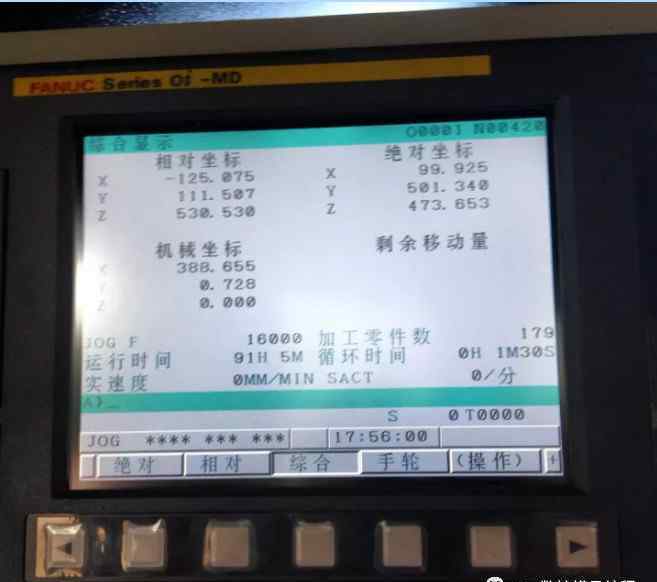 FANUC Series 0i-MD
综合显示 O0001 N00420
相对坐标 绝对坐标
X -125.075 X 99.925
Y 111.507 Y 501.340
Z 530.530 Z 473.653
机械坐标 剩余移动量
X 388.655
Y 0.728
Z 0.000
JOG F 16000 加工零件数 179
运行时间 91H 5M 循环时间 0H 1M30S
实速度 0MM/MIN SACT 0/分
A>_
S 0 T0000
JOG **** *** *** 17:56:00
绝对 相对 综合 手轮 (操作) +